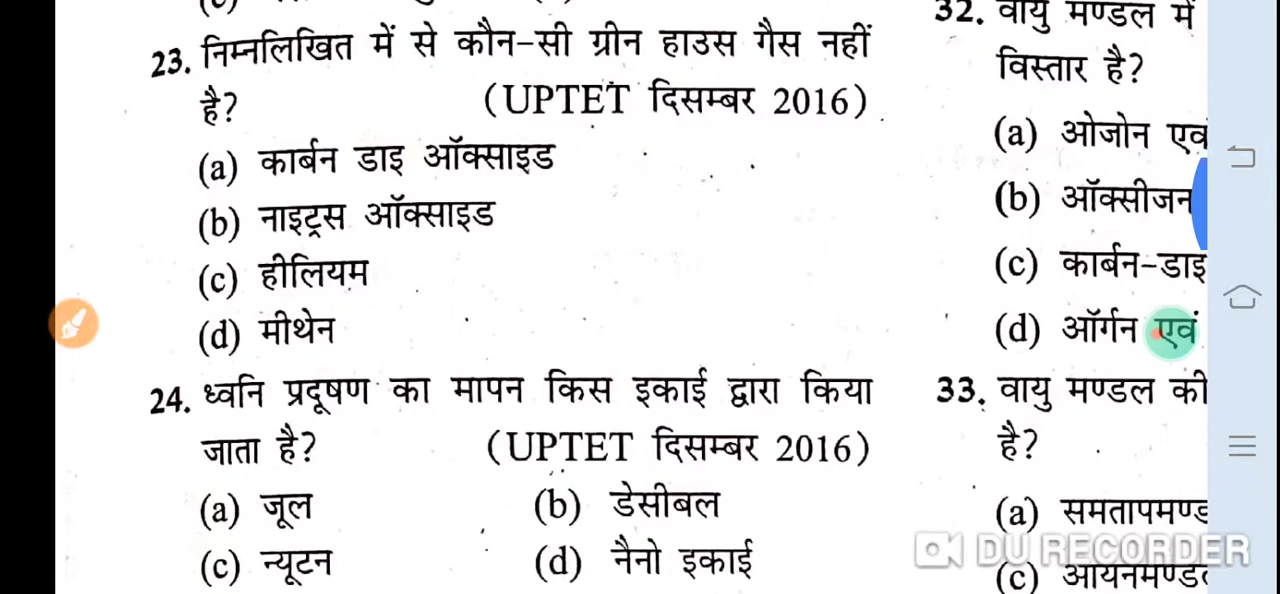 23. निम्नलिखित में से कौन-सी ग्रीन हाउस गैस नहीं
है? (UPTET दिसम्बर 2016)
(a) कार्बन डाइ ऑक्साइड
(b) नाइट्रस ऑक्साइड
(c) हीलियम
(d) मीथेन
24. ध्वनि प्रदूषण का मापन किस इकाई द्वारा किया
जाता है? (UPTET दिसम्बर 2016)
(a) जूल (b) डेसीबल
(c) न्यूटन (d) नैनो इकाई
32. वायु मण्डल में
विस्तार है?
(a) ओजोन एवं
(b) ऑक्सीजन
(c) कार्बन-डाइ
(d) ऑर्गन एवं
33. वायु मण्डल की
है?
(a) समतापमण्ड
(c) आयनमण्डल
DU RECORDER